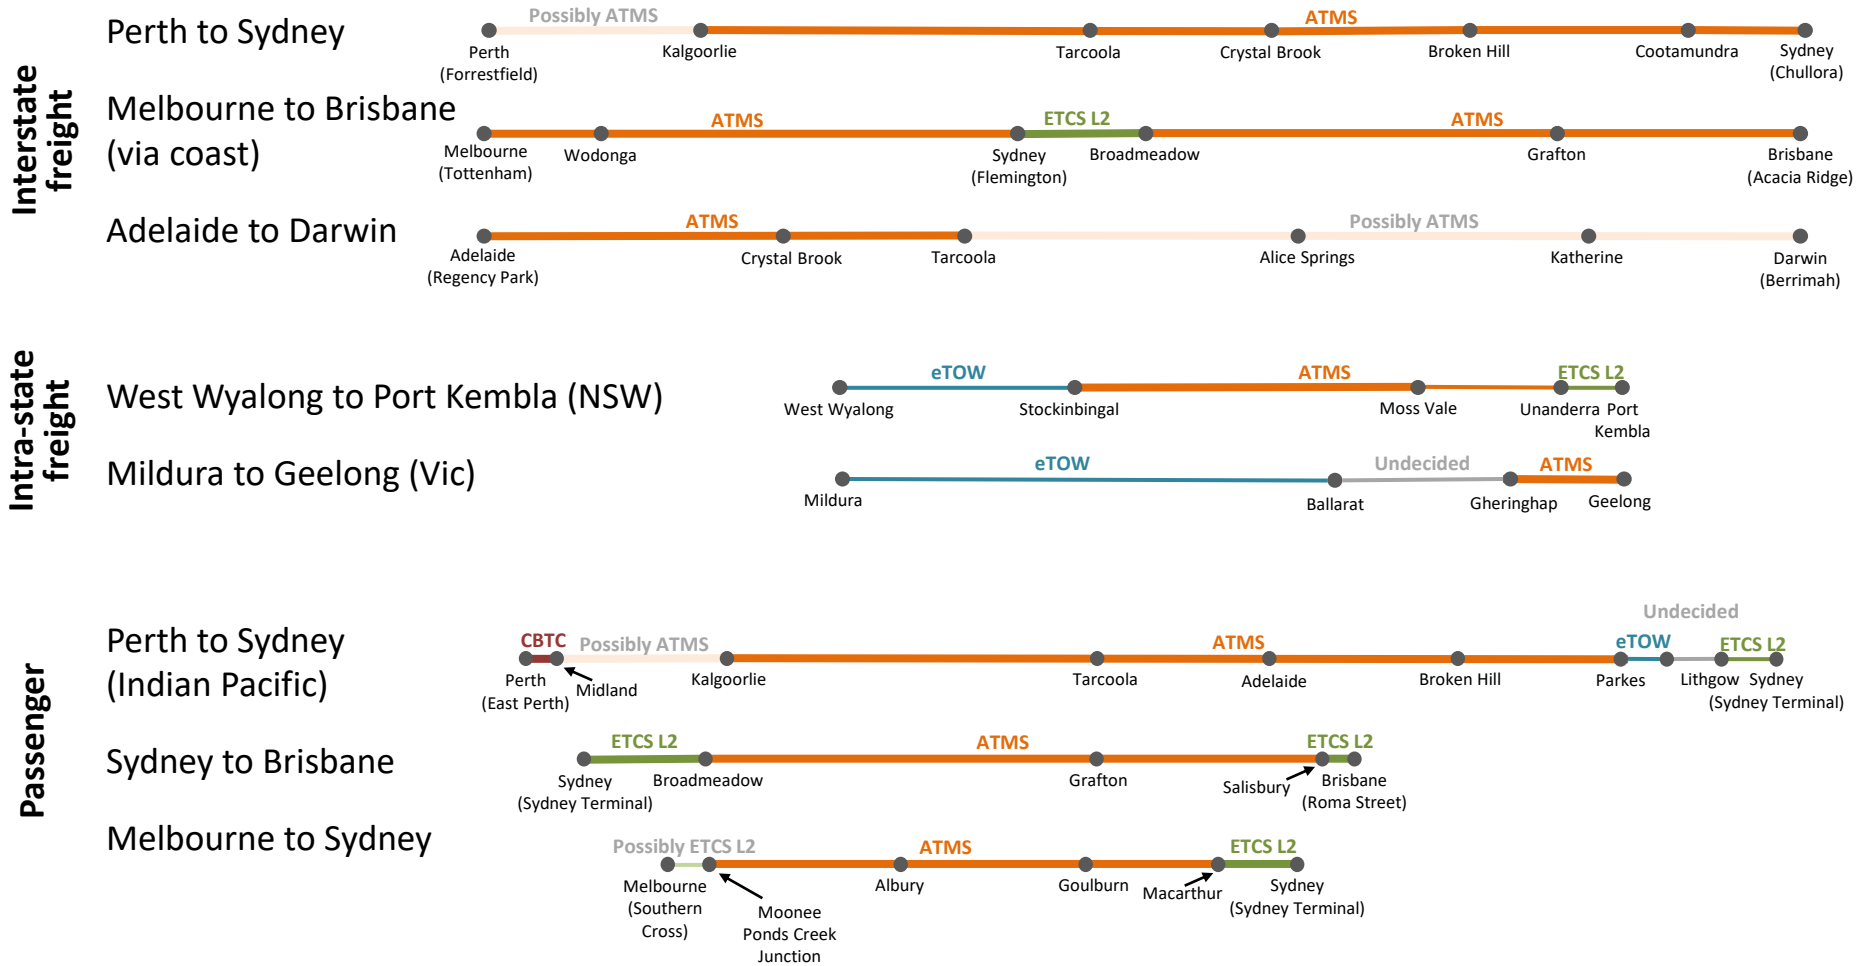 Interstate
freight
Perth to Sydney
Possibly ATMS
ATMS
Perth
(Forrestfield)
Kalgoorlie
Tarcoola
Crystal Brook
Broken Hill
Cootamundra
Sydney
(Chullora)
Melbourne to Brisbane
(via coast)
ATMS
ETCS L2
ATMS
Melbourne
(Tottenham)
Wodonga
Sydney
(Flemington)
Broadmeadow
Grafton
Brisbane
(Acacia Ridge)
Adelaide to Darwin
ATMS
Possibly ATMS
Adelaide
(Regency Park)
Crystal Brook
Tarcoola
Alice Springs
Katherine
Darwin
(Berrimah)
Intra-state
freight
West Wyalong to Port Kembla (NSW)
eTOW
ATMS
ETCS L2
West Wyalong
Stockinbingal
Moss Vale
Unanderra
Port
Kembla
Mildura to Geelong (Vic)
eTOW
Undecided
ATMS
Mildura
Ballarat
Gheringhap
Geelong
Passenger
Perth to Sydney
(Indian Pacific)
CBTC
Possibly ATMS
ATMS
eTOW
Undecided
ETCS L2
Perth
(East Perth)
Midland
Kalgoorlie
Tarcoola
Adelaide
Broken Hill
Parkes
Lithgow
Sydney
(Sydney Terminal)
Sydney to Brisbane
ETCS L2
ATMS
ETCS L2
Sydney
(Sydney Terminal)
Broadmeadow
Grafton
Salisbury
Brisbane
(Roma Street)
Melbourne to Sydney
Possibly ETCS L2
ATMS
ETCS L2
Melbourne
(Southern
Cross)
Moonee
Ponds Creek
Junction
Albury
Goulburn
Macarthur
Sydney
(Sydney Terminal)